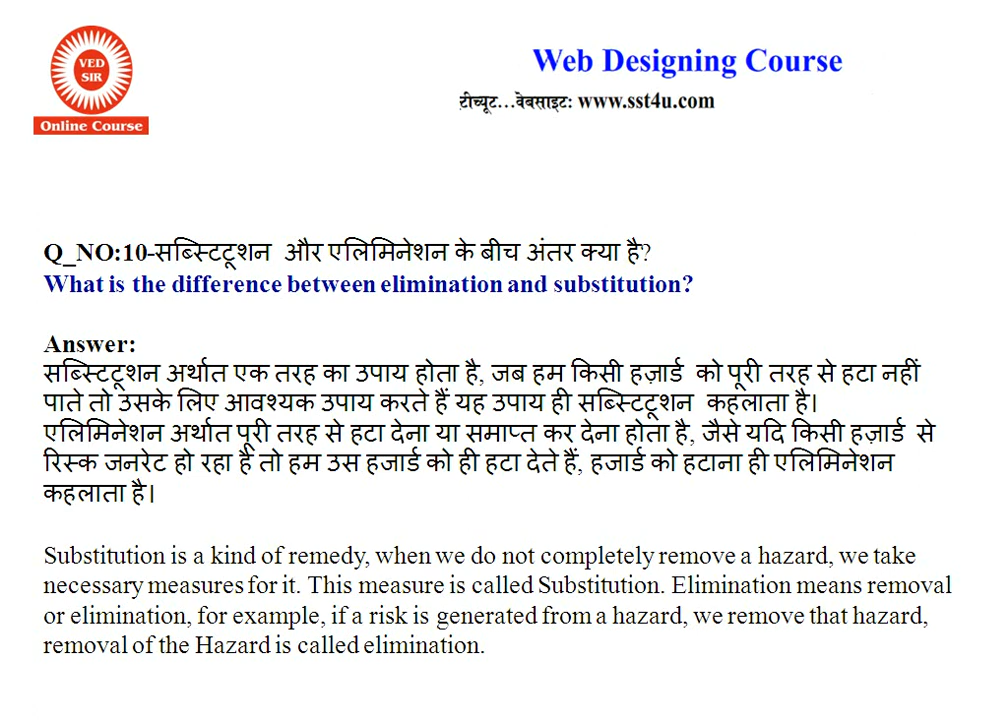 VED
SIR
Online Course
Web Designing Course
टीच्यूट...वेबसाइट: www.sst4u.com
Q_NO:10-सब्स्टिटूशन और एलिमिनेशन के बीच अंतर क्या है?
What is the difference between elimination and substitution?
Answer:
सब्स्टिटूशन अर्थात एक तरह का उपाय होता है, जब हम किसी हज़ार्ड को पूरी तरह से हटा नहीं
पाते तो उसके लिए आवश्यक उपाय करते हैं यह उपाय ही सब्स्टिटूशन कहलाता है।
एलिमिनेशन अर्थात पूरी तरह से हटा देना या समाप्त कर देना होता है, जैसे यदि किसी हज़ार्ड से
रिस्क जनरेट हो रहा है तो हम उस हजार्ड को ही हटा देते हैं, हजार्ड को हटाना ही एलिमिनेशन
कहलाता है।
Substitution is a kind of remedy, when we do not completely remove a hazard, we take
necessary measures for it. This measure is called Substitution. Elimination means removal
or elimination, for example, if a risk is generated from a hazard, we remove that hazard,
removal of the Hazard is called elimination.